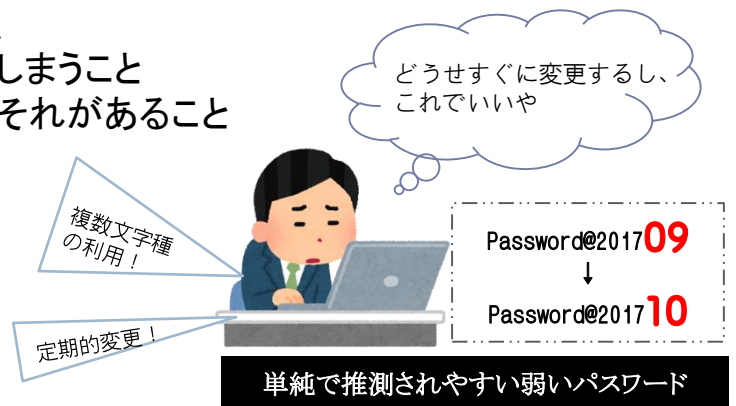 しまうこと
それがあること
どうせすぐに変更するし、
これでいいや
複数文字種
の利用！
定期的変更！
Password@201709
↓
Password@201710
単純で推測されやすい弱いパスワード